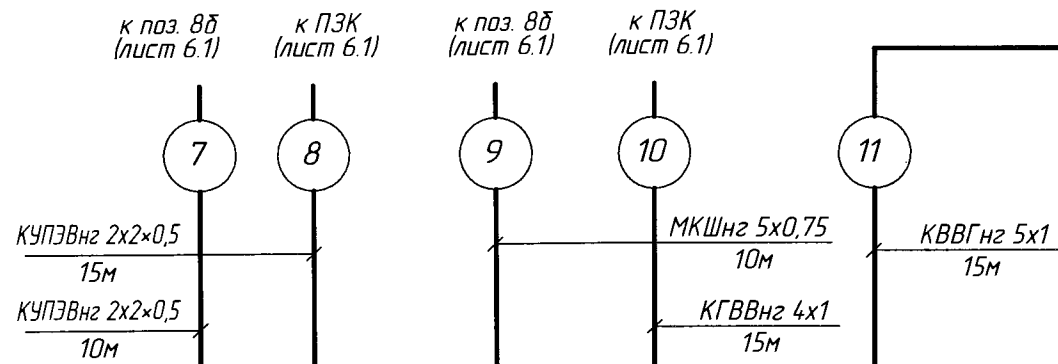 к поз. 8б
(лист 6.1)
к ПЗК
(лист 6.1)
к поз. 8б
(лист 6.1)
к ПЗК
(лист 6.1)
7
8
9
10
11
КУПЭВнг 2х2×0,5
15м
КУПЭВнг 2х2×0,5
10м
МКШнг 5х0,75
10м
КГВВнг 4х1
15м
КВВГнг 5х1
15м